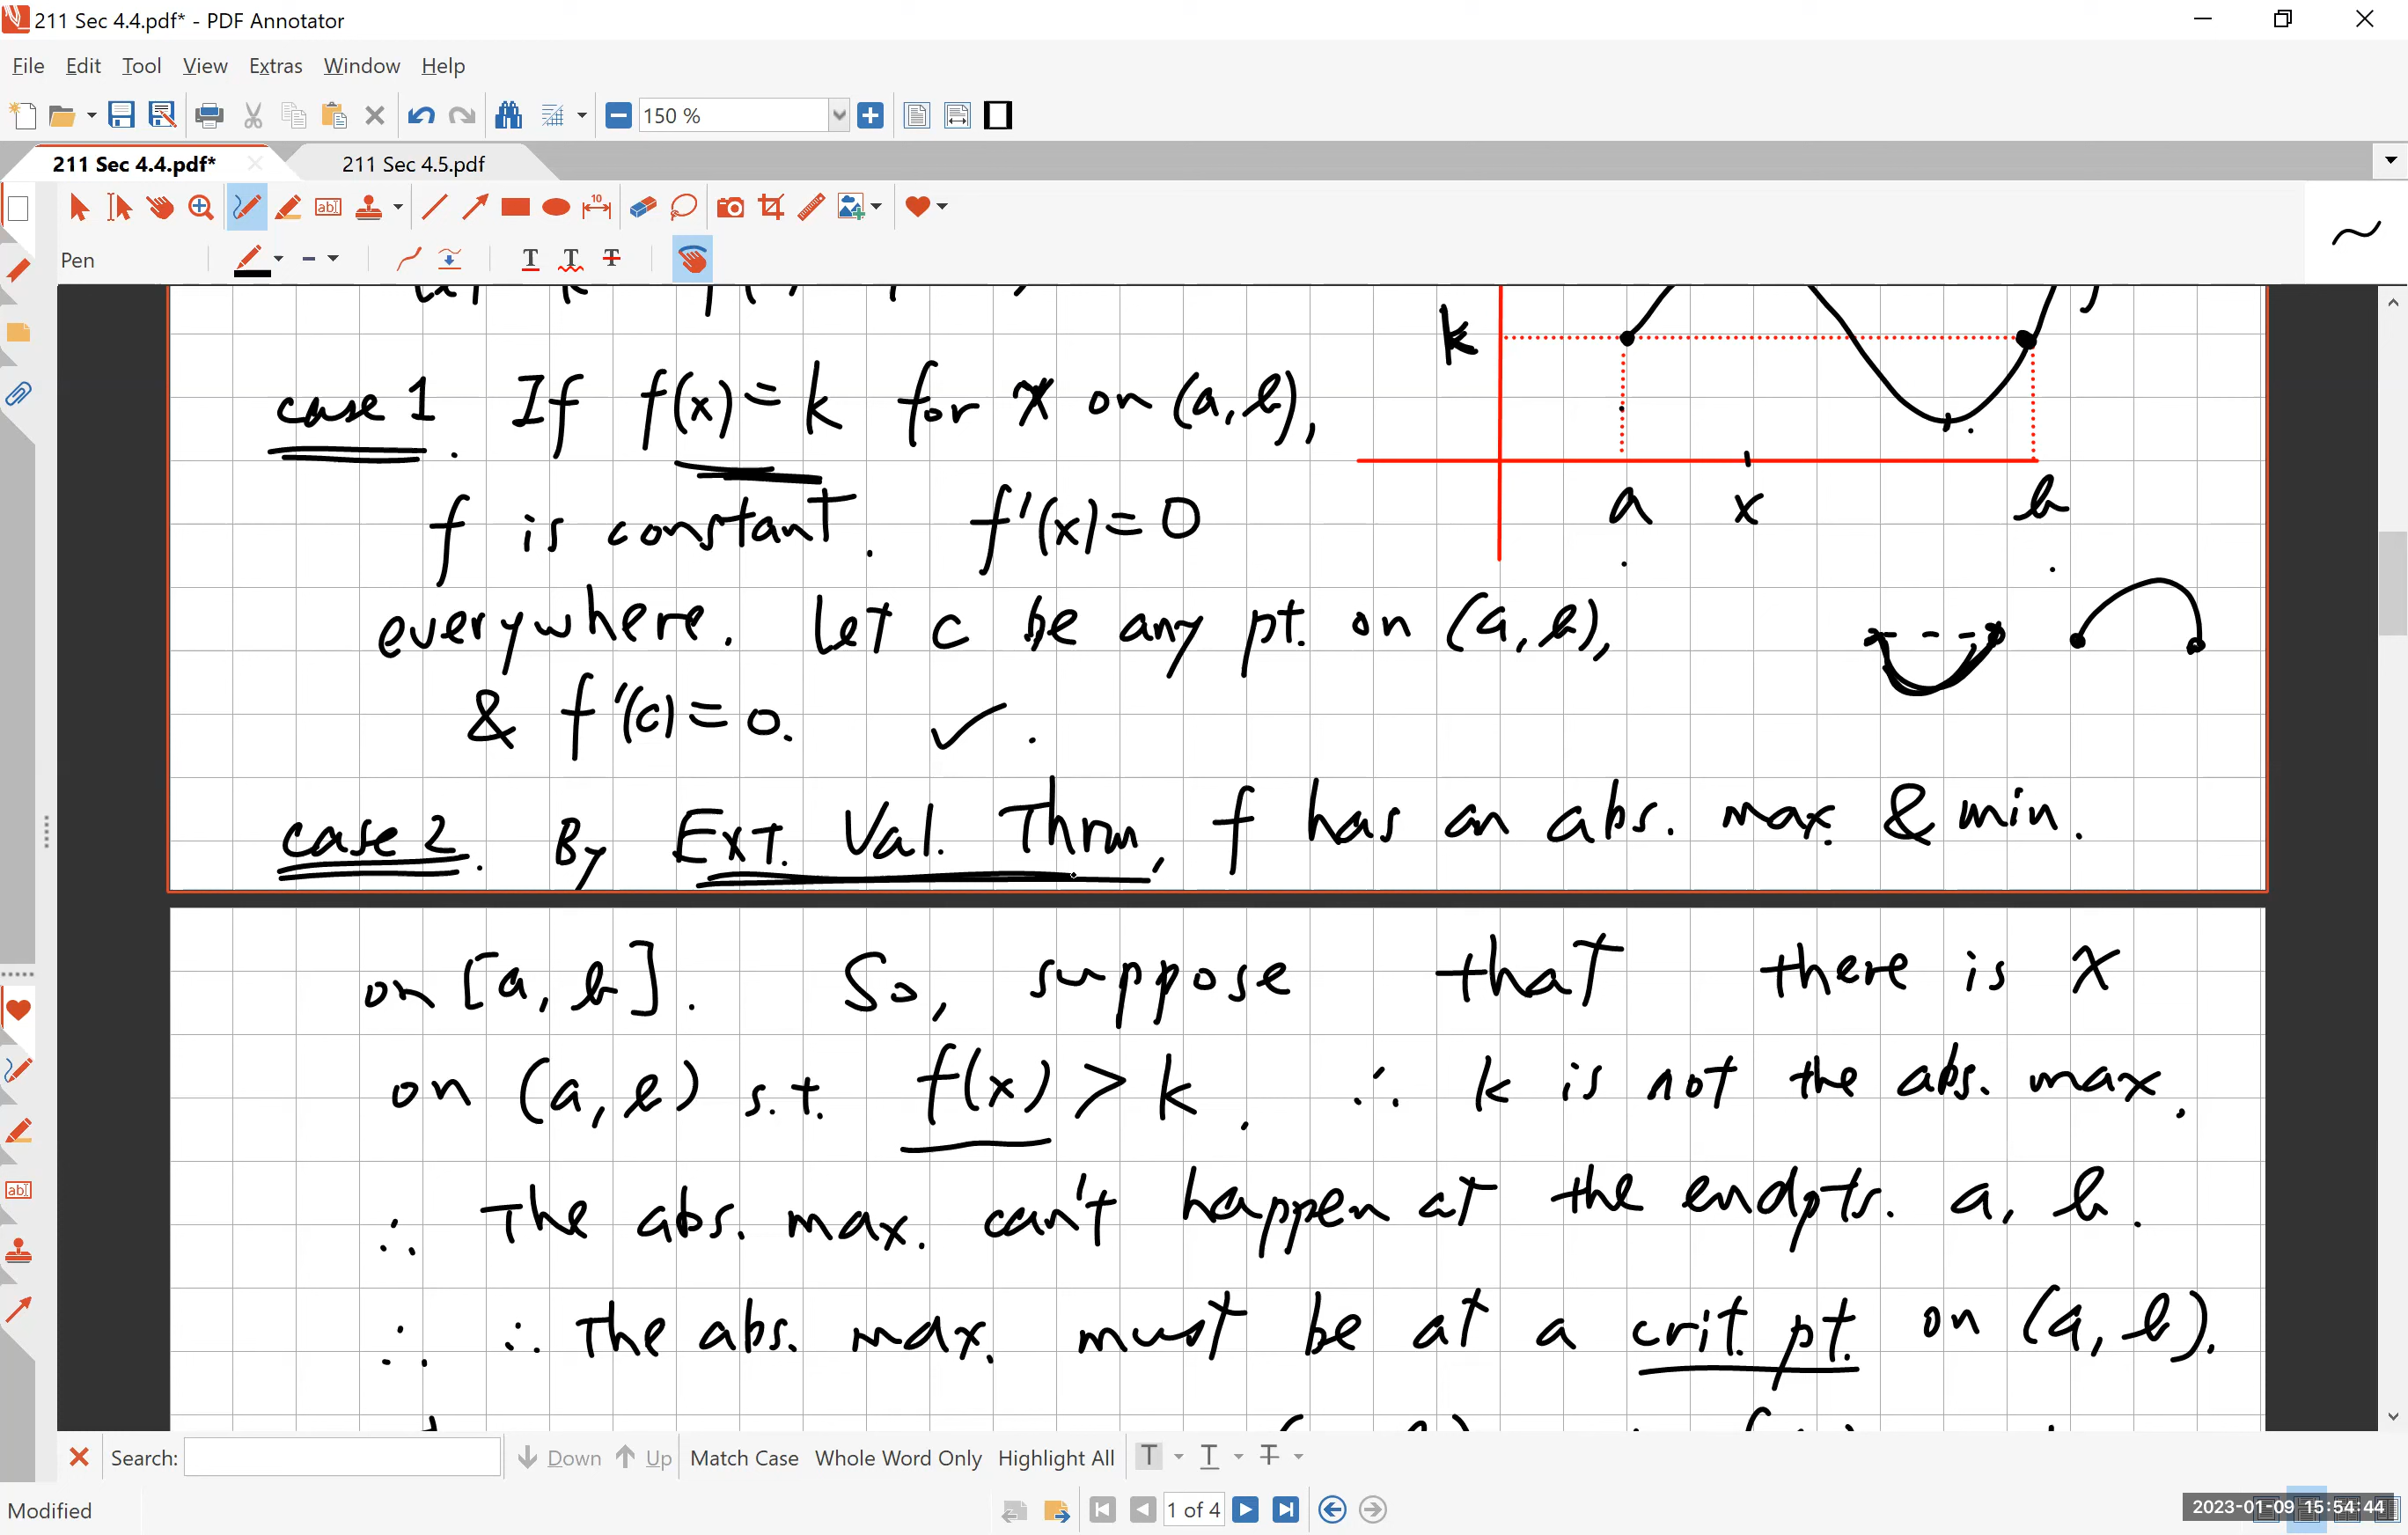 211 Sec 4.4.pdf* - PDF Annotator
File Edit Tool View Extras Window Help
150 %
211 Sec 4.4.pdf* 211 Sec 4.5.pdf
Pen
k
case 1. If f(x)=k for x on (a,b),
a x b
f is constant. f'(x)=0
everywhere. Let c be any pt. on (a,b),
& f'(c)=0. ✓.
case 2. By Ext. Val. Thrm, f has an abs. max. & min.
on [a,b]. So, suppose that there is x
on (a,b) s.t. f(x) > k. ∴ k is not the abs. max.
∴ The abs. max. can't happen at the endpts. a, b.
∴ ∴ The abs. max. must be at a crit. pt. on (a,b).
Search: Down Up Match Case Whole Word Only Highlight All
1 of 4
Modified
2023-01-09 15:54:44